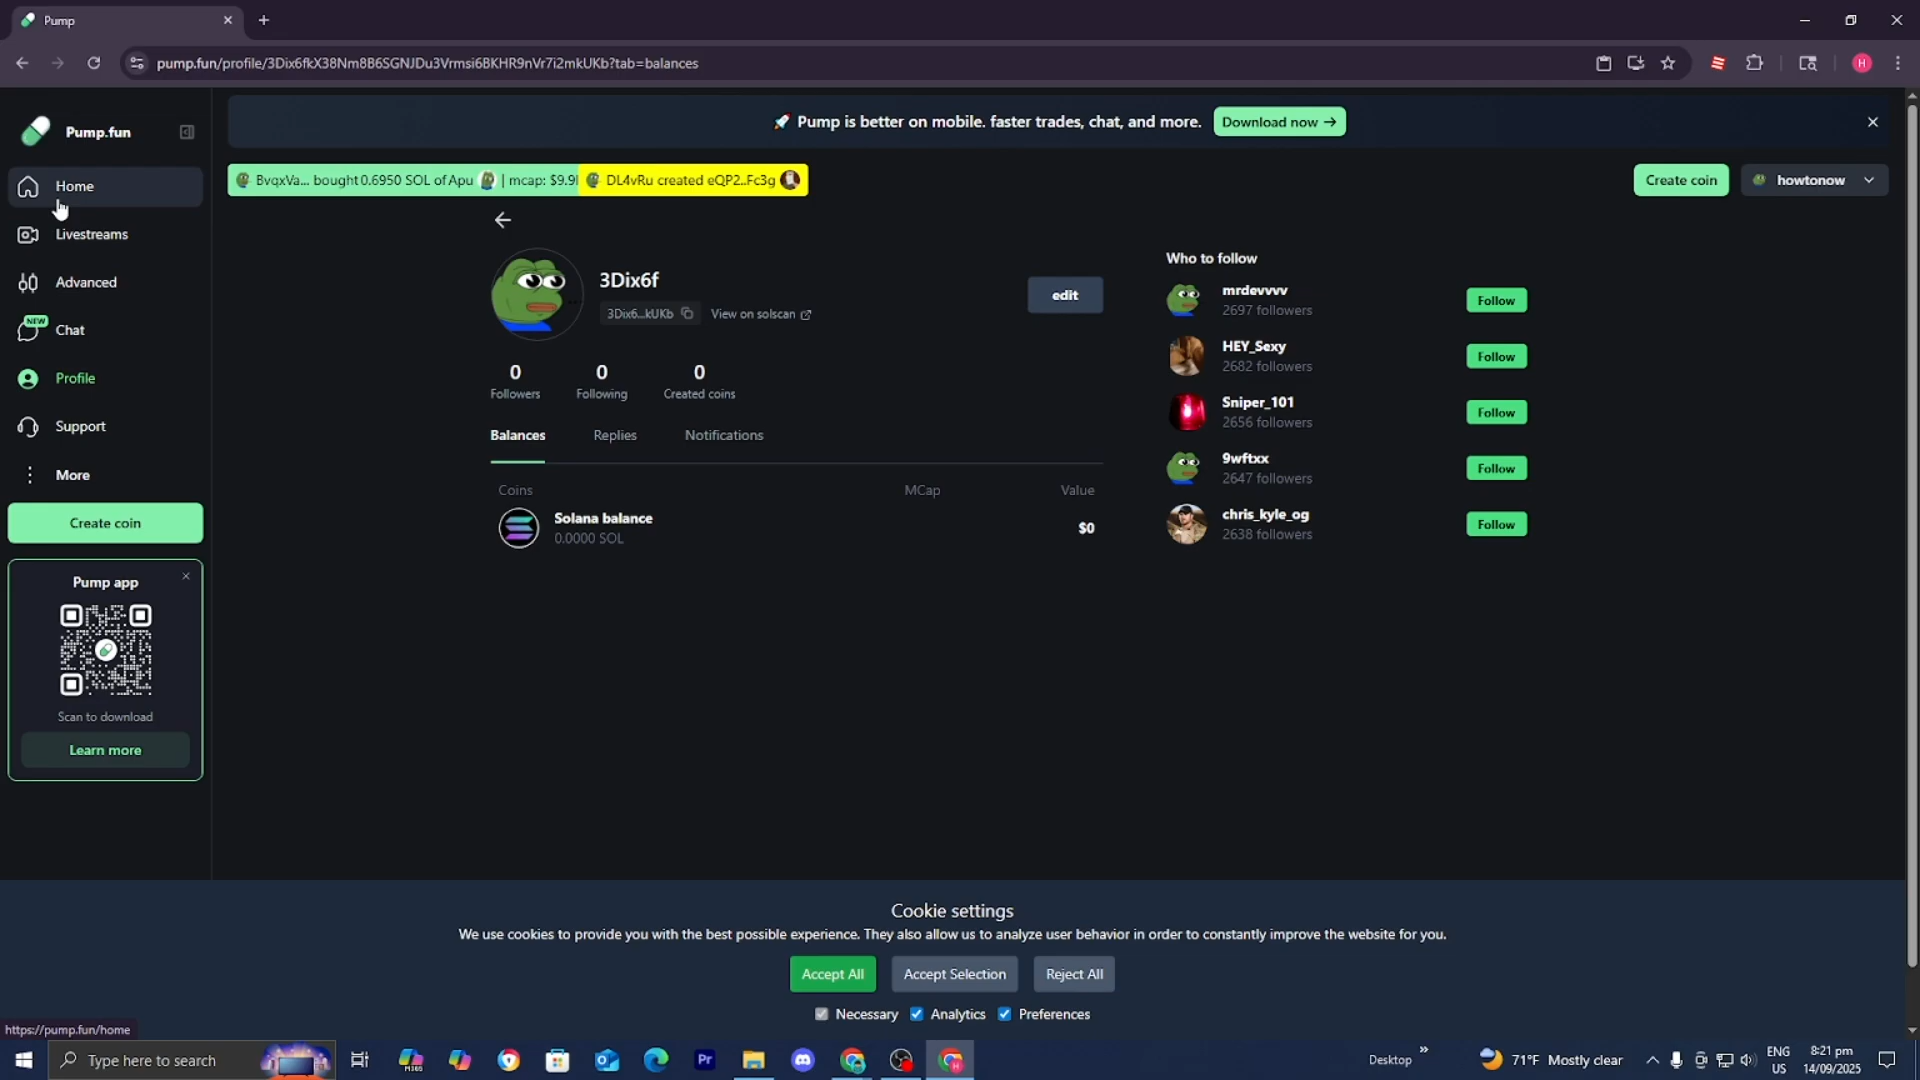 Pump
pump.fun/profile/3Dix6fkX38Nm8B6SGNJDu3Vrmsi6BKHR9nVr7i2mkUKb?tab=balances
H
Pump.fun
Pump is better on mobile. faster trades, chat, and more.
Download now →
BvqxVa... bought 0.6950 SOL of Apu | mcap: $9.9
DL4vRu created eQP2..Fc3g
Create coin
howtonow
Home
Livestreams
Advanced
NEW
Chat
Profile
Support
More
Create coin
Pump app
Scan to download
Learn more
3Dix6f
3Dix6...kUKb
View on solscan
edit
0
Followers
0
Following
0
Created coins
Balances
Replies
Notifications
Coins
MCap
Value
Solana balance
0.0000 SOL
$0
Who to follow
mrdevvvv
2697 followers
Follow
HEY_Sexy
2682 followers
Follow
Sniper_101
2656 followers
Follow
9wftxx
2647 followers
Follow
chris_kyle_og
2638 followers
Follow
Cookie settings
We use cookies to provide you with the best possible experience. They also allow us to analyze user behavior in order to constantly improve the website for you.
Accept All
Accept Selection
Reject All
Necessary
Analytics
Preferences
https://pump.fun/home
Type here to search
M365
Pr
Desktop
71°F Mostly clear
ENG
US
8:21 pm
14/09/2025